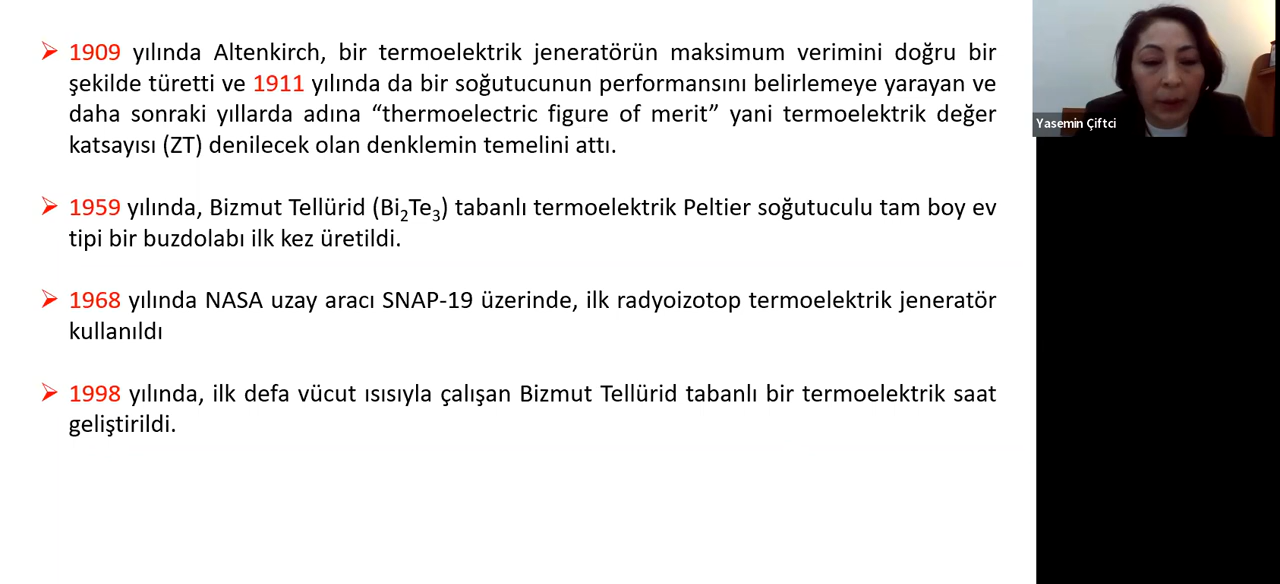 ➢ 1909 yılında Altenkirch, bir termoelektrik jeneratörün maksimum verimini doğru bir
şekilde türetti ve 1911 yılında da bir soğutucunun performansını belirlemeye yarayan ve
daha sonraki yıllarda adına “thermoelectric figure of merit” yani termoelektrik değer
katsayısı (ZT) denilecek olan denklemin temelini attı.
➢ 1959 yılında, Bizmut Tellürid (Bi₂Te₃) tabanlı termoelektrik Peltier soğutuculu tam boy ev
tipi bir buzdolabı ilk kez üretildi.
➢ 1968 yılında NASA uzay aracı SNAP-19 üzerinde, ilk radyoizotop termoelektrik jeneratör
kullanıldı
➢ 1998 yılında, ilk defa vücut ısısıyla çalışan Bizmut Tellürid tabanlı bir termoelektrik saat
geliştirildi.
Yasemin Çiftci